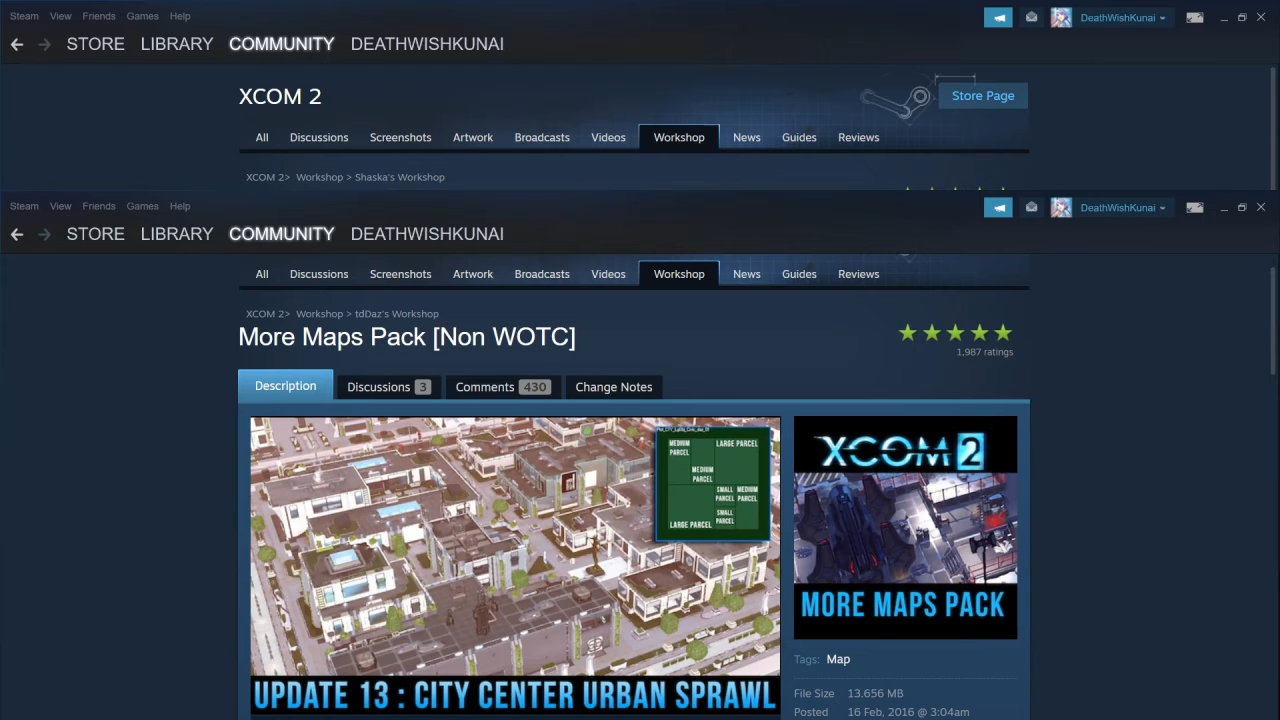 Steam View Friends Games Help
DeathWishKunai
STORE LIBRARY COMMUNITY DEATHWISHKUNAI
XCOM 2
Store Page
All Discussions Screenshots Artwork Broadcasts Videos Workshop News Guides Reviews
XCOM 2> Workshop > Shaska's Workshop
Steam View Friends Games Help
DeathWishKunai
STORE LIBRARY COMMUNITY DEATHWISHKUNAI
All Discussions Screenshots Artwork Broadcasts Videos Workshop News Guides Reviews
XCOM 2> Workshop > tdDaz's Workshop
More Maps Pack [Non WOTC]
1,987 ratings
Description Discussions 3 Comments 430 Change Notes
MEDIUM PARCEL
LARGE PARCEL
MEDIUM PARCEL
SMALL PARCEL
MEDIUM PARCEL
SMALL PARCEL
LARGE PARCEL
UPDATE 13 : CITY CENTER URBAN SPRAWL
XCOM 2
MORE MAPS PACK
Tags: Map
File Size 13.656 MB
Posted 16 Feb, 2016 @ 3:04am